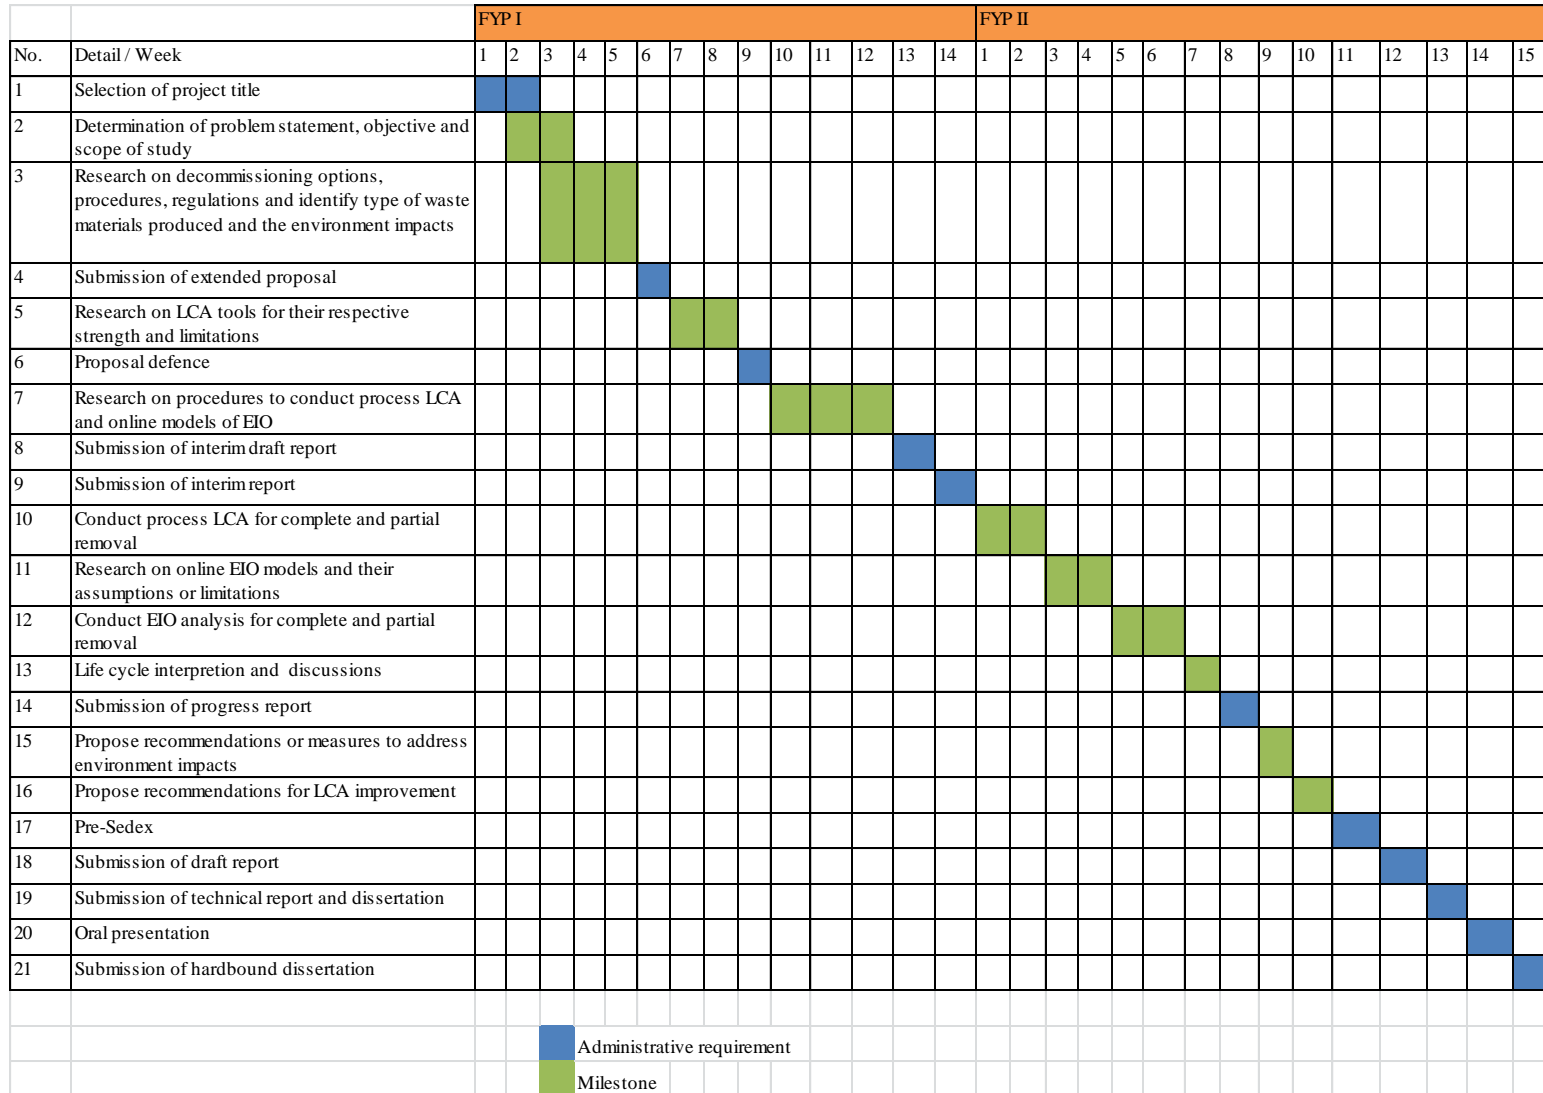 FYP I FYP II
No. Detail / Week 1 2 3 4 5 6 7 8 9 10 11 12 13 14 1 2 3 4 5 6 7 8 9 10 11 12 13 14 15
1 Selection of project title
2 Determination of problem statement, objective and
scope of study
3 Research on decommissioning options,
procedures, regulations and identify type of waste
materials produced and the environment impacts
4 Submission of extended proposal
5 Research on LCA tools for their respective
strength and limitations
6 Proposal defence
7 Research on procedures to conduct process LCA
and online models of EIO
8 Submission of interim draft report
9 Submission of interim report
10 Conduct process LCA for complete and partial
removal
11 Research on online EIO models and their
assumptions or limitations
12 Conduct EIO analysis for complete and partial
removal
13 Life cycle interpretion and discussions
14 Submission of progress report
15 Propose recommendations or measures to address
environment impacts
16 Propose recommendations for LCA improvement
17 Pre-Sedex
18 Submission of draft report
19 Submission of technical report and dissertation
20 Oral presentation
21 Submission of hardbound dissertation
Administrative requirement
Milestone